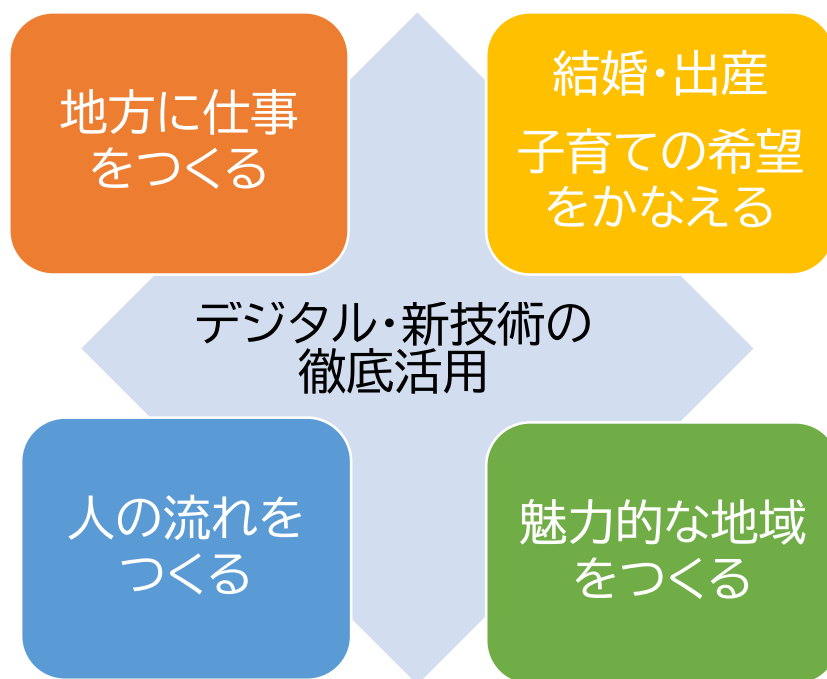 地方に仕事
をつくる
結婚・出産
子育ての希望
をかなえる
デジタル・新技術の
徹底活用
人の流れを
つくる
魅力的な地域
をつくる